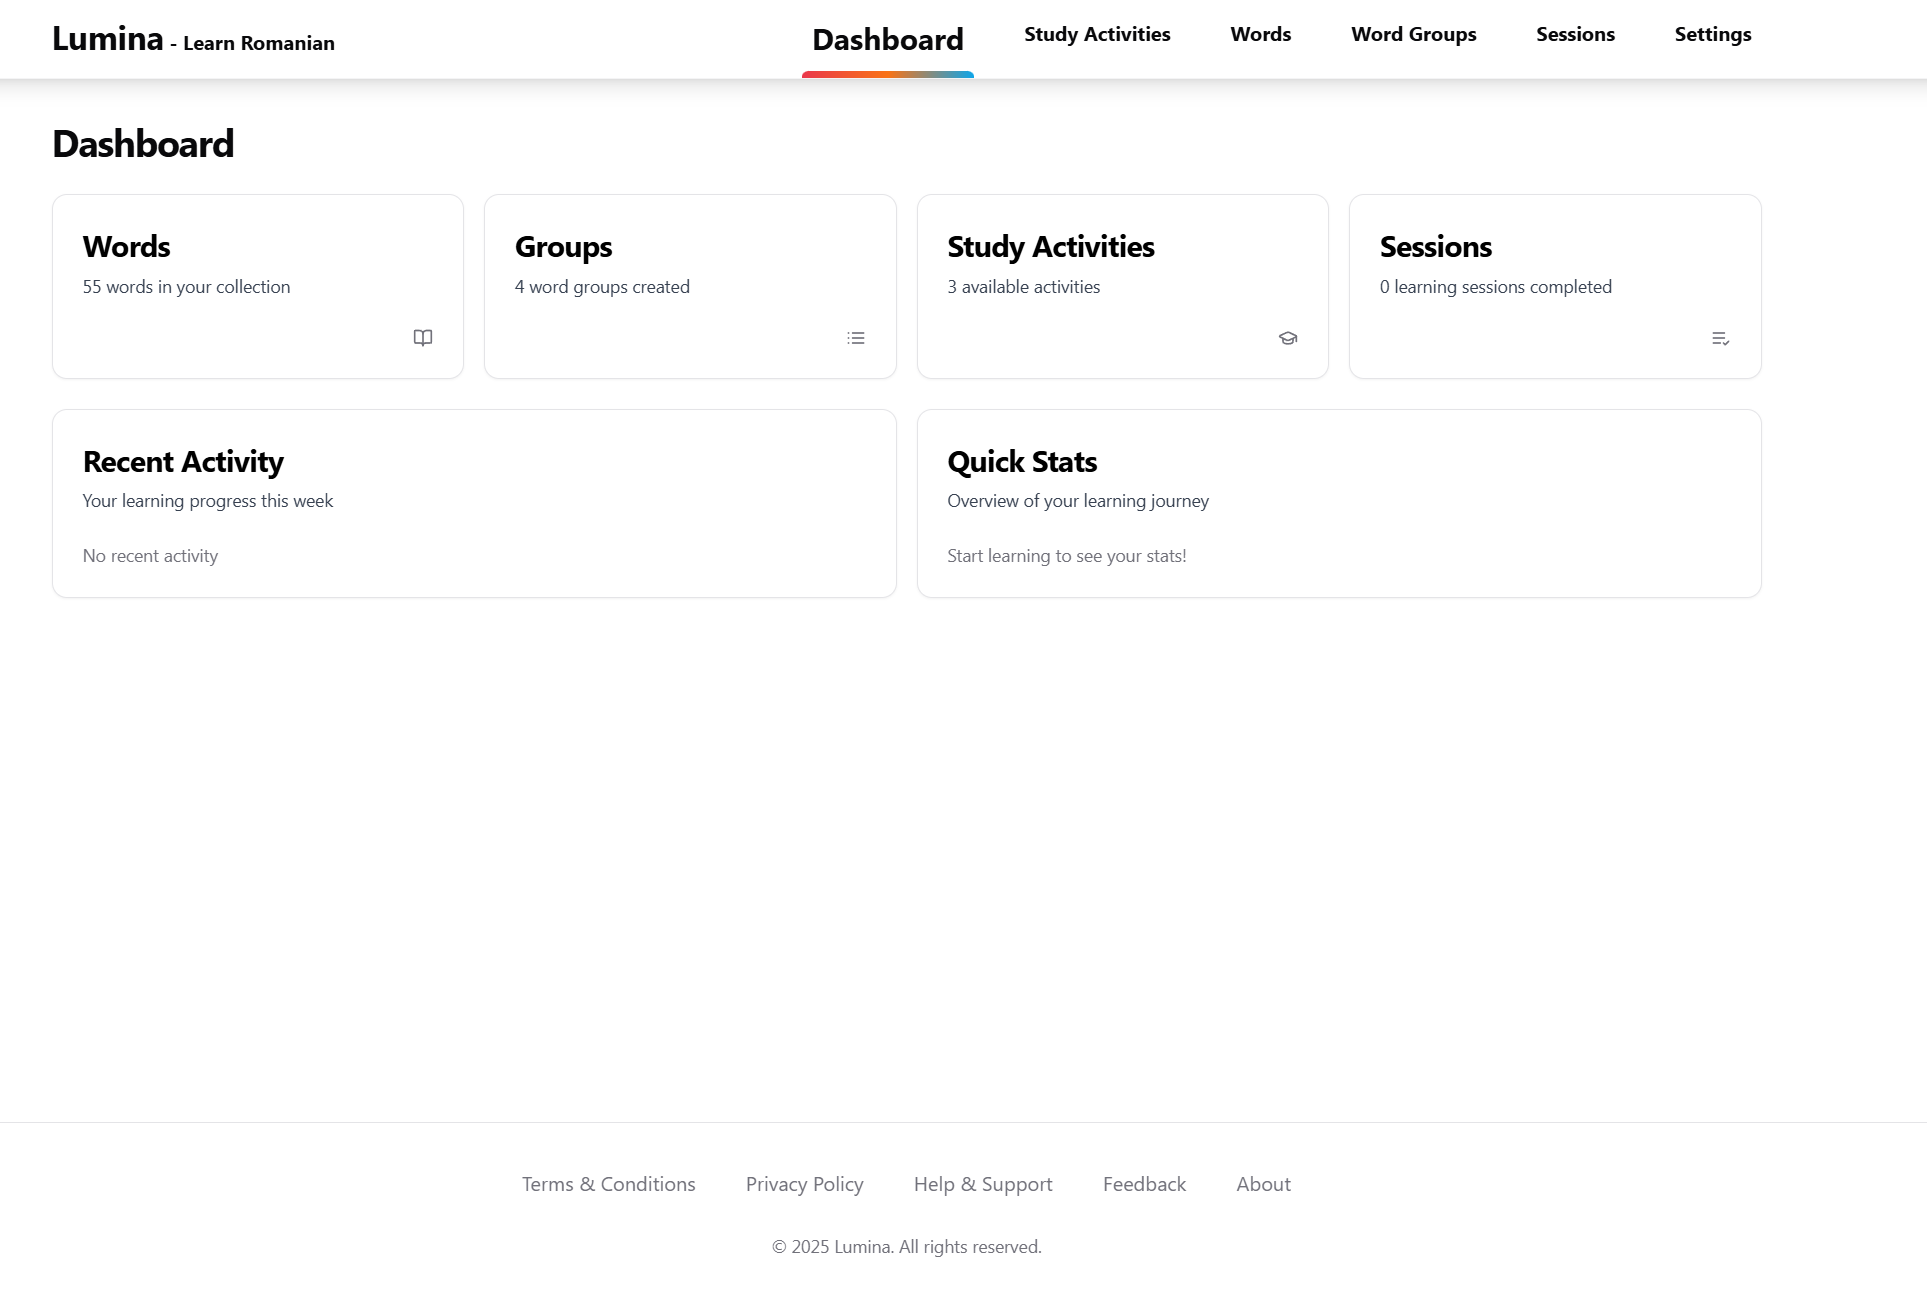 Lumina - Learn Romanian
Dashboard
Study Activities
Words
Word Groups
Sessions
Settings
Dashboard
Words
55 words in your collection
Groups
4 word groups created
Study Activities
3 available activities
Sessions
0 learning sessions completed
Recent Activity
Your learning progress this week
No recent activity
Quick Stats
Overview of your learning journey
Start learning to see your stats!
Terms & Conditions
Privacy Policy
Help & Support
Feedback
About
© 2025 Lumina. All rights reserved.